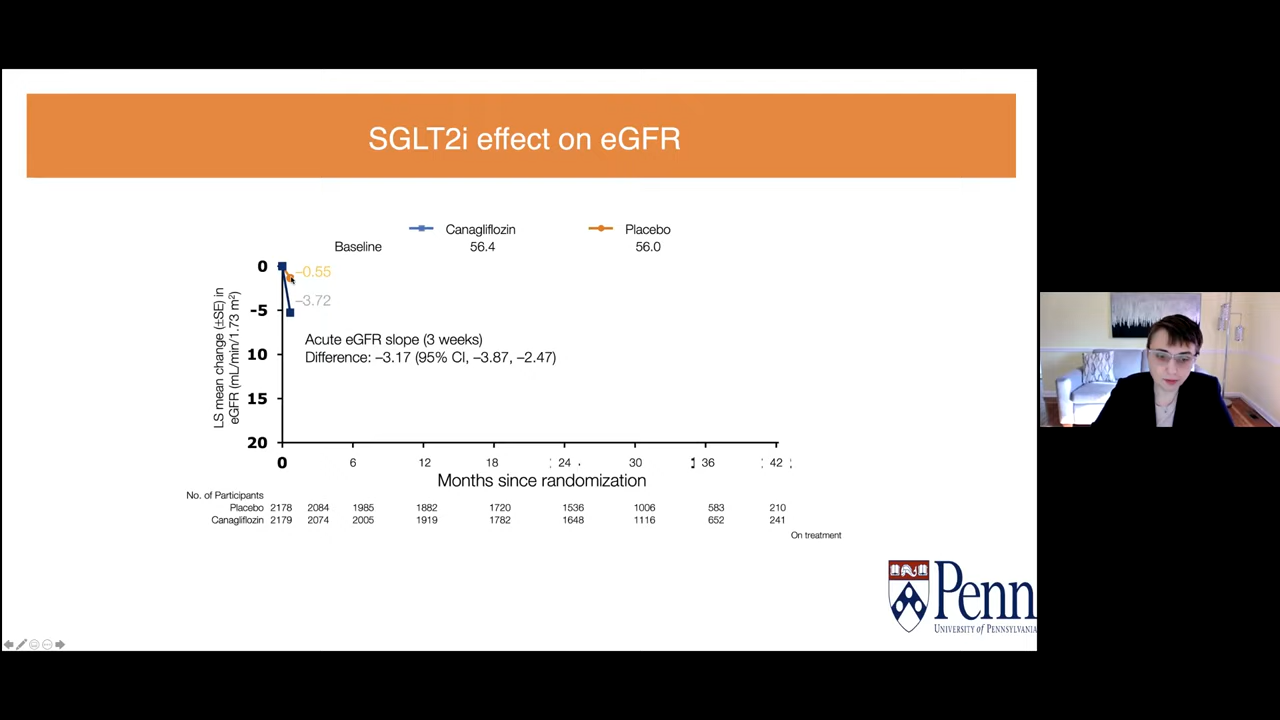 SGLT2i effect on eGFR
Canagliflozin Placebo
Baseline 56.4 56.0
LS mean change (±SE) in
eGFR (mL/min/1.73 m²)
0
-5
10
15
20
–0.55
–3.72
Acute eGFR slope (3 weeks)
Difference: –3.17 (95% CI, –3.87, –2.47)
0 6 12 18 24 30 36 42
Months since randomization
No. of Participants
Placebo 2178 2084 1985 1882 1720 1536 1006 583 210
Canagliflozin 2179 2074 2005 1919 1782 1648 1116 652 241
On treatment
Penn
UNIVERSITY of PENNSYLVANIA